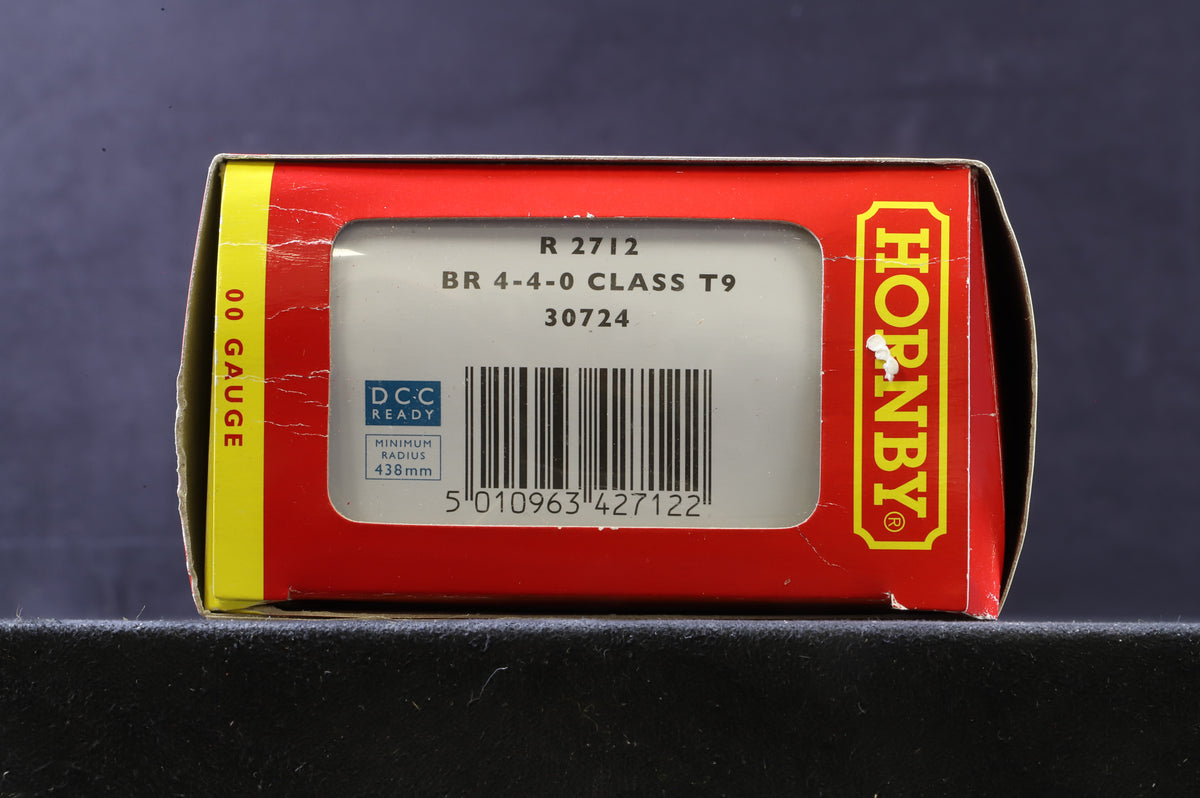 00 GAUGE
R 2712
BR 4-4-0 CLASS T9
30724
DCC
READY
MINIMUM
RADIUS
438mm
5 010963 427122
HORNBY®